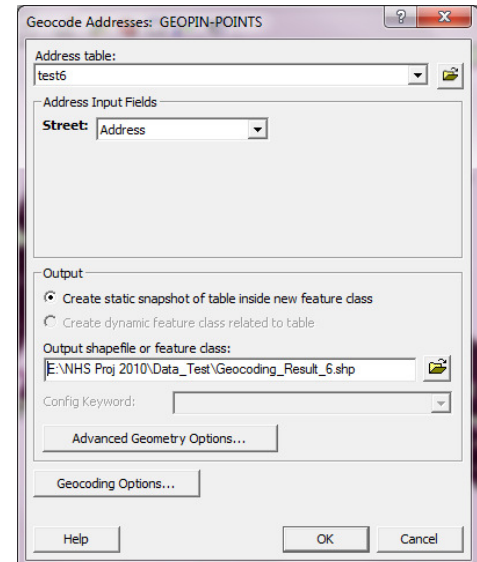 Geocode Addresses: GEOPIN-POINTS
Address table:
test6
Address Input Fields
Street: Address
Output
Create static snapshot of table inside new feature class
Create dynamic feature class related to table
Output shapefile or feature class:
E:\NHS Proj 2010\Data_Test\Geocoding_Result_6.shp
Config Keyword:
Advanced Geometry Options...
Geocoding Options...
Help OK Cancel